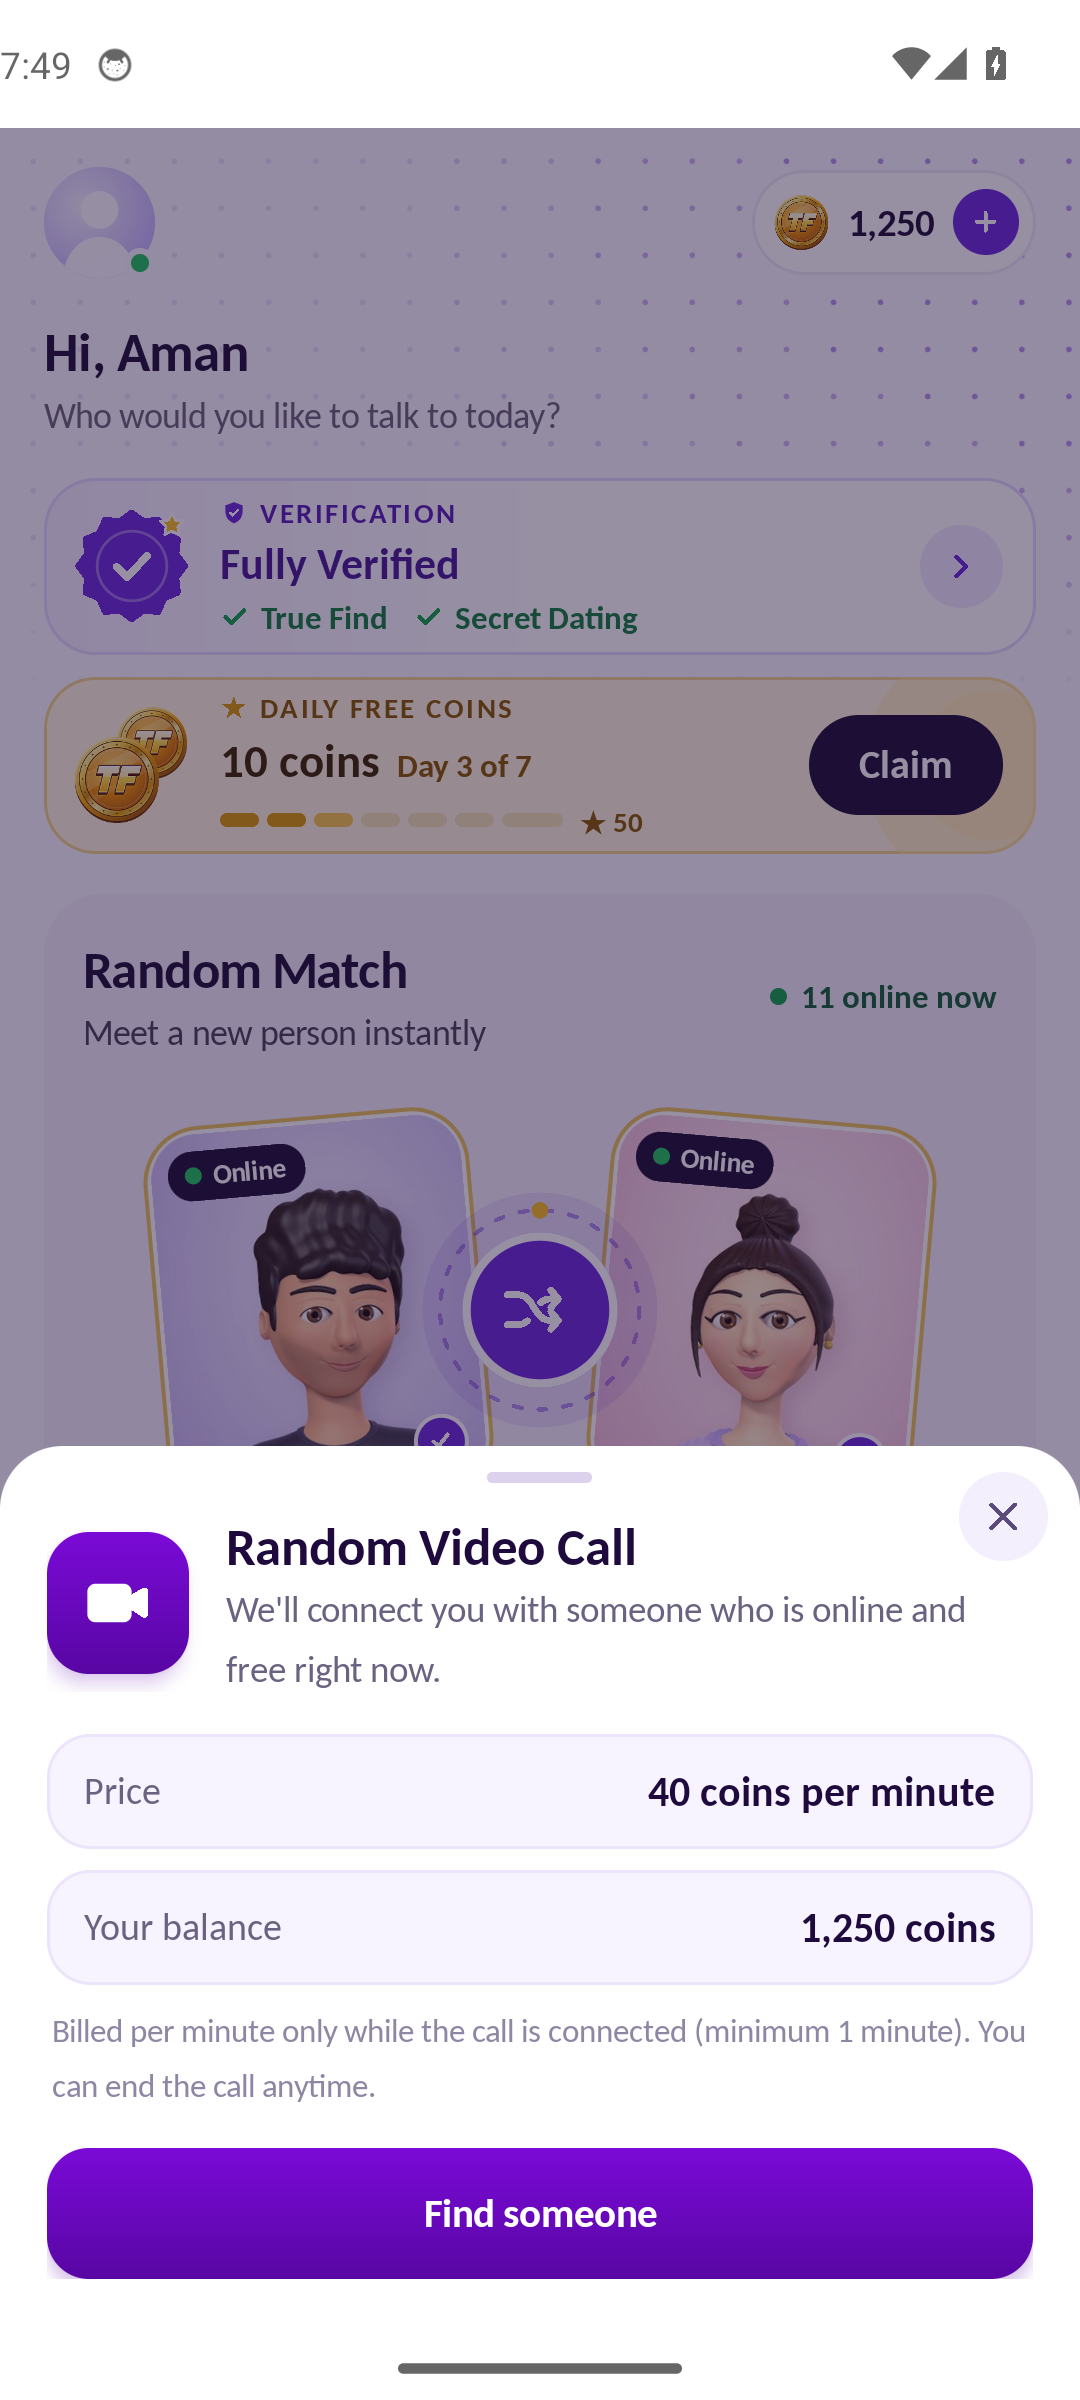 7:49
TF
1,250
Hi, Aman
Who would you like to talk to today?
VERIFICATION
Fully Verified
True Find
Secret Dating
DAILY FREE COINS
TF
TF
10 coins Day 3 of 7
Claim
50
Random Match
11 online now
Meet a new person instantly
Online
Online
Random Video Call
We'll connect you with someone who is online and
free right now.
Price
40 coins per minute
Your balance
1,250 coins
Billed per minute only while the call is connected (minimum 1 minute). You
can end the call anytime.
Find someone